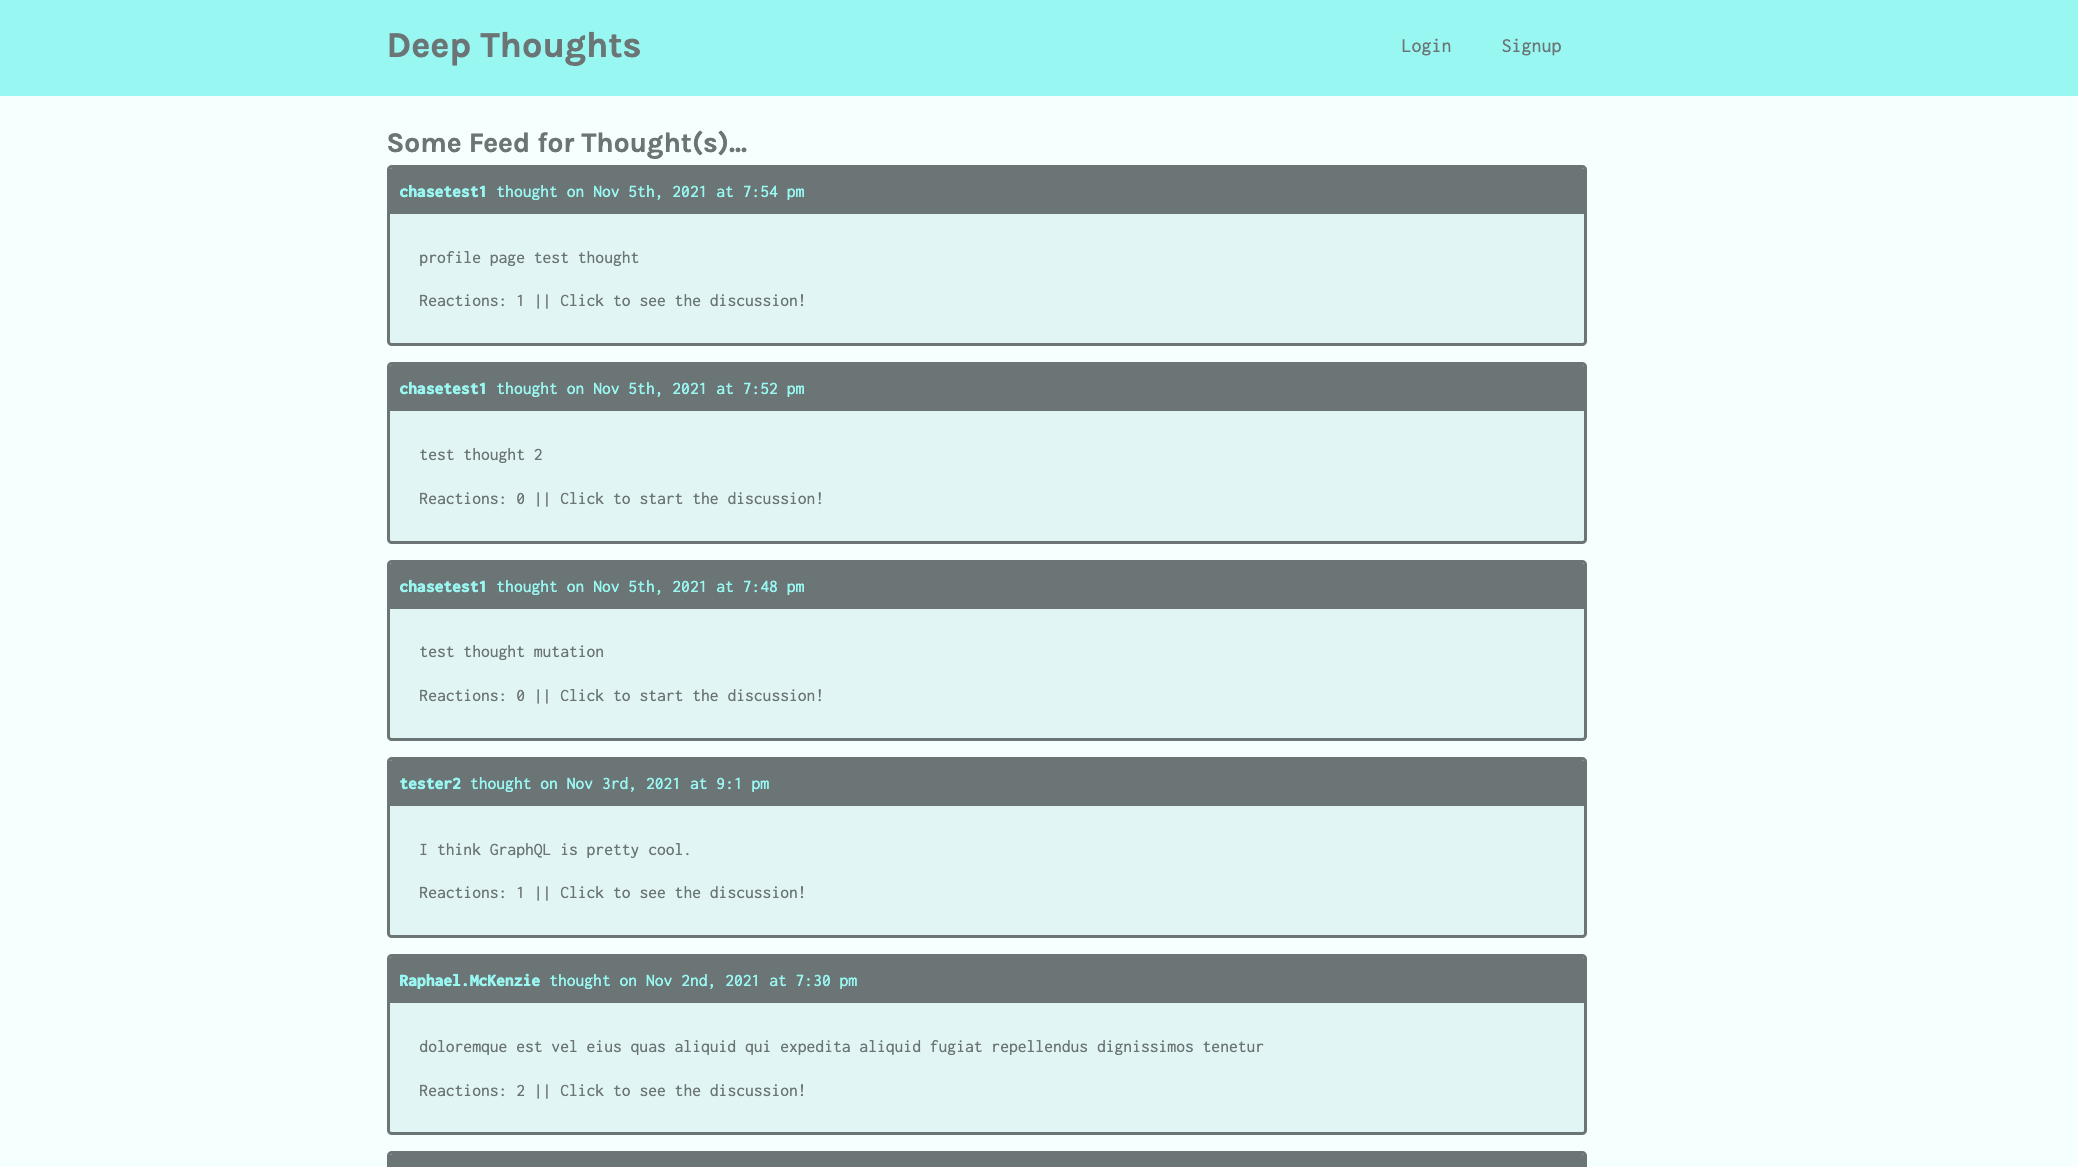 Deep Thoughts
Login Signup
Some Feed for Thought(s)...
chasetest1 thought on Nov 5th, 2021 at 7:54 pm
profile page test thought
Reactions: 1 || Click to see the discussion!
chasetest1 thought on Nov 5th, 2021 at 7:52 pm
test thought 2
Reactions: 0 || Click to start the discussion!
chasetest1 thought on Nov 5th, 2021 at 7:48 pm
test thought mutation
Reactions: 0 || Click to start the discussion!
tester2 thought on Nov 3rd, 2021 at 9:1 pm
I think GraphQL is pretty cool.
Reactions: 1 || Click to see the discussion!
Raphael.McKenzie thought on Nov 2nd, 2021 at 7:30 pm
doloremque est vel eius quas aliquid qui expedita aliquid fugiat repellendus dignissimos tenetur
Reactions: 2 || Click to see the discussion!